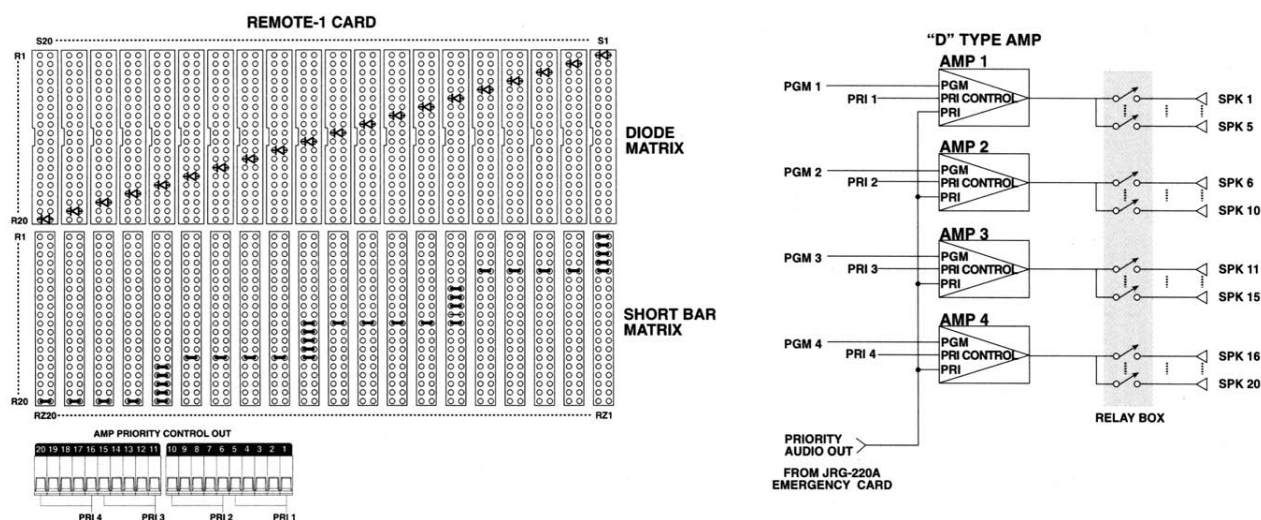 REMOTE-1 CARD
S20 S1
R1
R20
DIODE
MATRIX
R1
R20
SHORT BAR
MATRIX
RZ20 RZ1
AMP PRIORITY CONTROL OUT
20 19 18 17 16 15 14 13 12 11 10 9 8 7 6 5 4 3 2 1
PRI 4 PRI 3 PRI 2 PRI 1
“D” TYPE AMP
AMP 1
PGM 1
PRI 1
PGM
PRI CONTROL
PRI
SPK 1
SPK 5
AMP 2
PGM 2
PRI 2
PGM
PRI CONTROL
PRI
SPK 6
SPK 10
AMP 3
PGM 3
PRI 3
PGM
PRI CONTROL
PRI
SPK 11
SPK 15
AMP 4
PGM 4
PRI 4
PGM
PRI CONTROL
PRI
SPK 16
SPK 20
RELAY BOX
PRIORITY
AUDIO OUT
FROM JRG-220A
EMERGENCY CARD